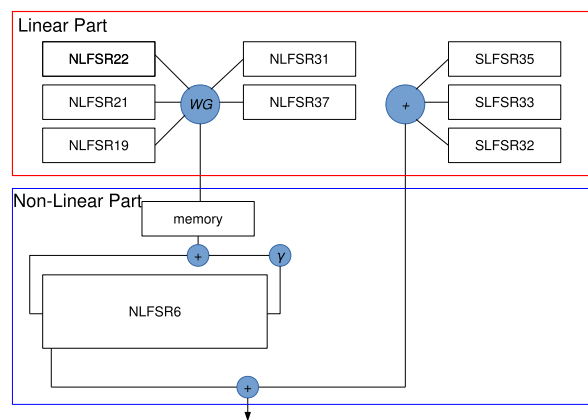 Linear Part
NLFSR22
NLFSR31
SLFSR35
NLFSR21
WG
NLFSR37
+
SLFSR33
NLFSR19
SLFSR32
Non-Linear Part
memory
+
γ
NLFSR6
+